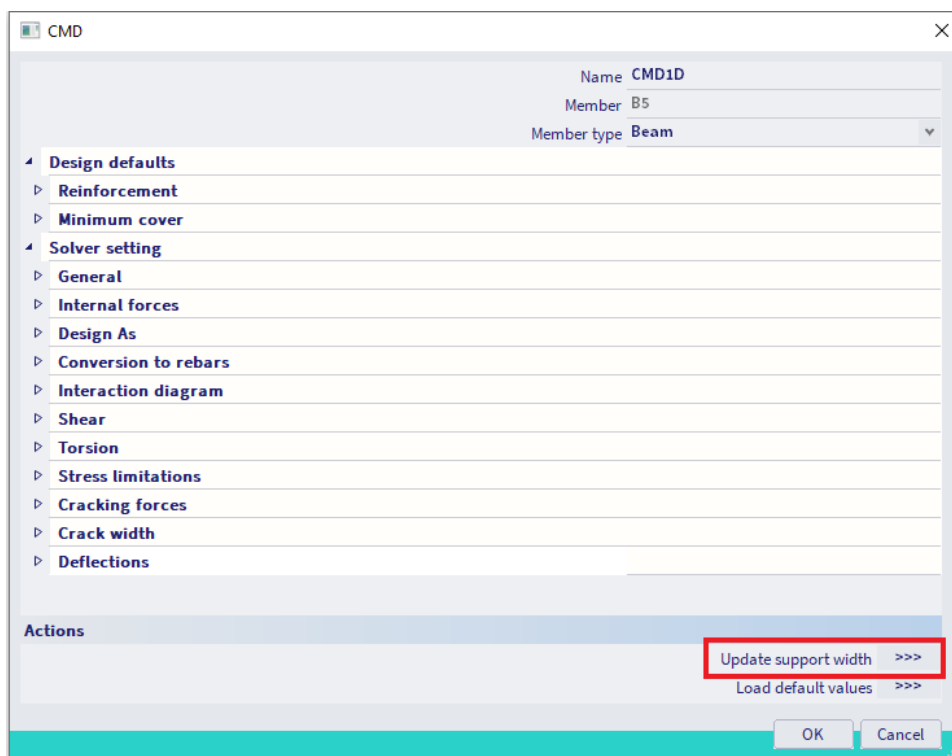 CMD
Name CMD1D
Member B5
Member type Beam
Design defaults
Reinforcement
Minimum cover
Solver setting
General
Internal forces
Design As
Conversion to rebars
Interaction diagram
Shear
Torsion
Stress limitations
Cracking forces
Crack width
Deflections
Actions
Update support width >>>
Load default values >>>
OK Cancel